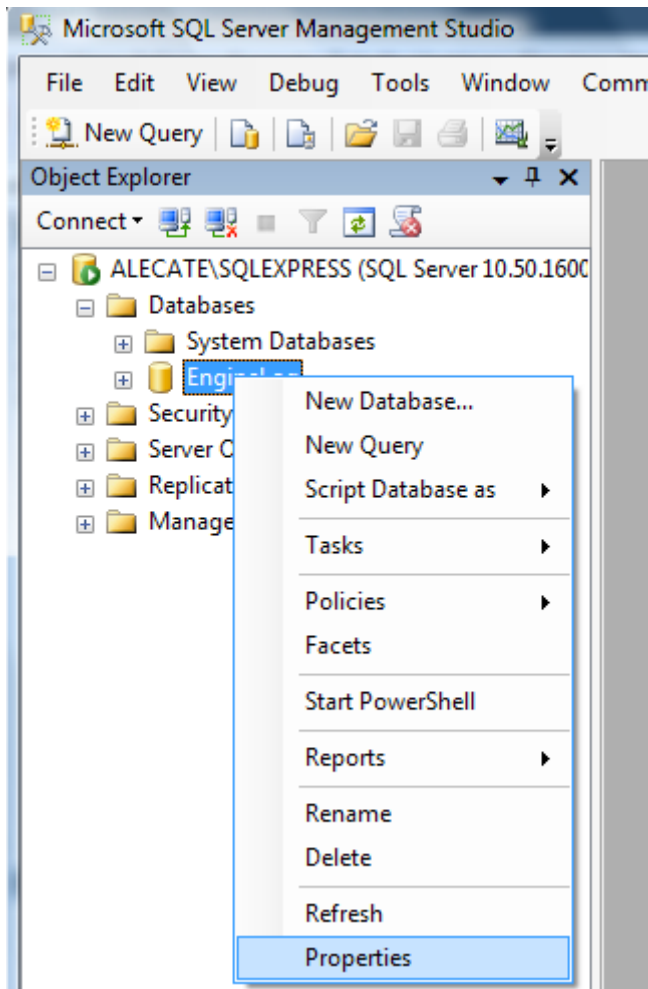 Microsoft SQL Server Management Studio
File Edit View Debug Tools Window Comm
New Query
Object Explorer
Connect
ALECATE\SQLEXPRESS (SQL Server 10.50.1600
Databases
System Databases
Security
Server O
Replicat
Manage
New Database...
New Query
Script Database as
Tasks
Policies
Facets
Start PowerShell
Reports
Rename
Delete
Refresh
Properties